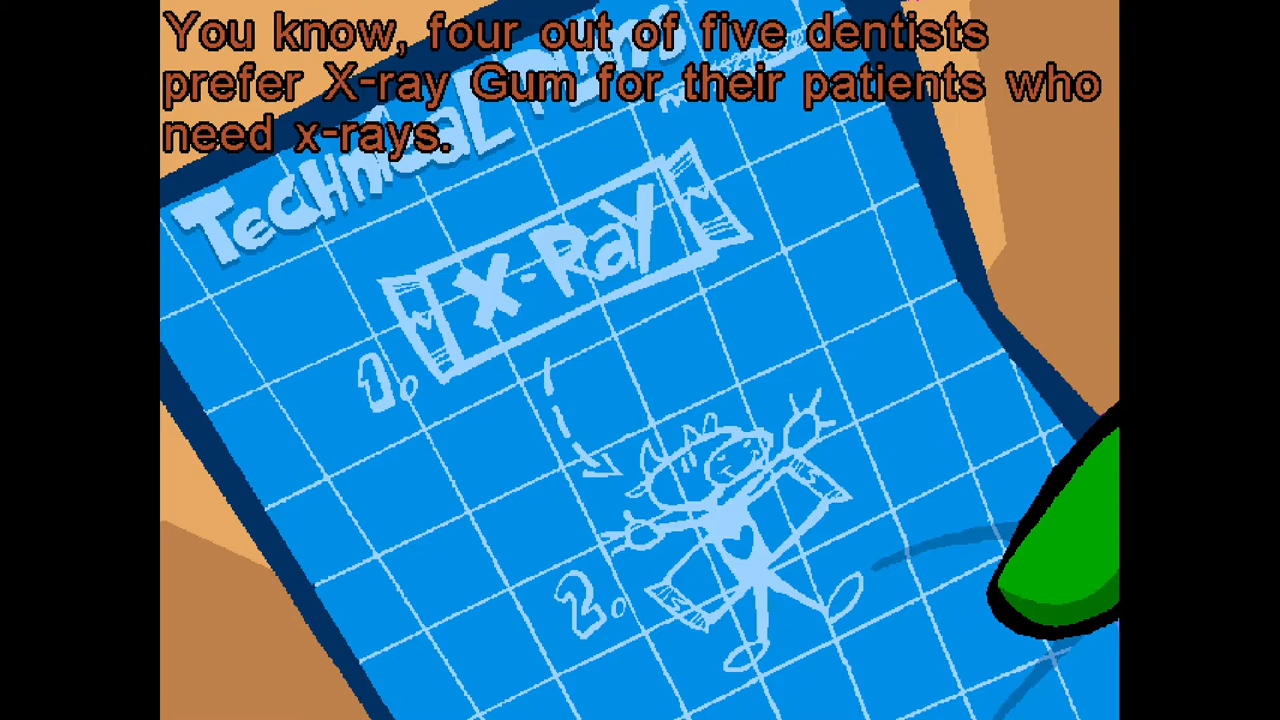 You know, four out of five dentists
prefer X-ray Gum for their patients who
need x-rays.
Technical Plans
X-Ray
1.
2.